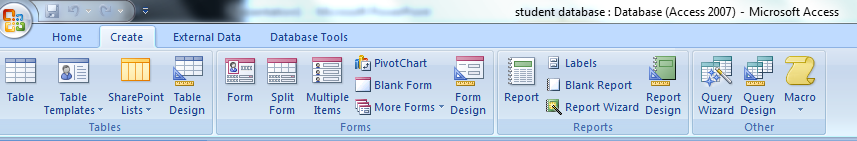 student database : Database (Access 2007) - Microsoft Access
Home Create External Data Database Tools
Table
Table Templates
SharePoint Lists
Table Design
Tables
Form
Split Form
Multiple Items
PivotChart
Blank Form
More Forms
Form Design
Forms
Report
Labels
Blank Report
Report Wizard
Report Design
Reports
Query Wizard
Query Design
Macro
Other